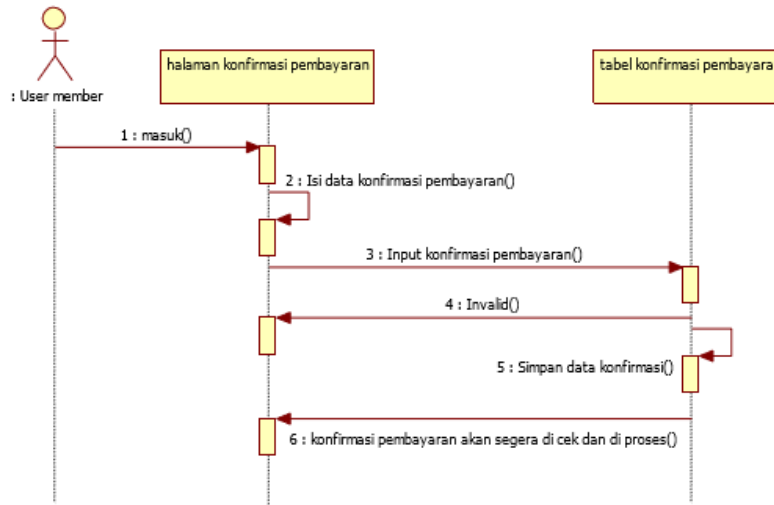 halaman konfirmasi pembayaran
tabel konfirmasi pembayara
: User member
1 : masuk()
2 : Isi data konfirmasi pembayaran()
3 : Input konfirmasi pembayaran()
4 : Invalid()
5 : Simpan data konfirmasi()
6 : konfirmasi pembayaran akan segera di cek dan di proses()